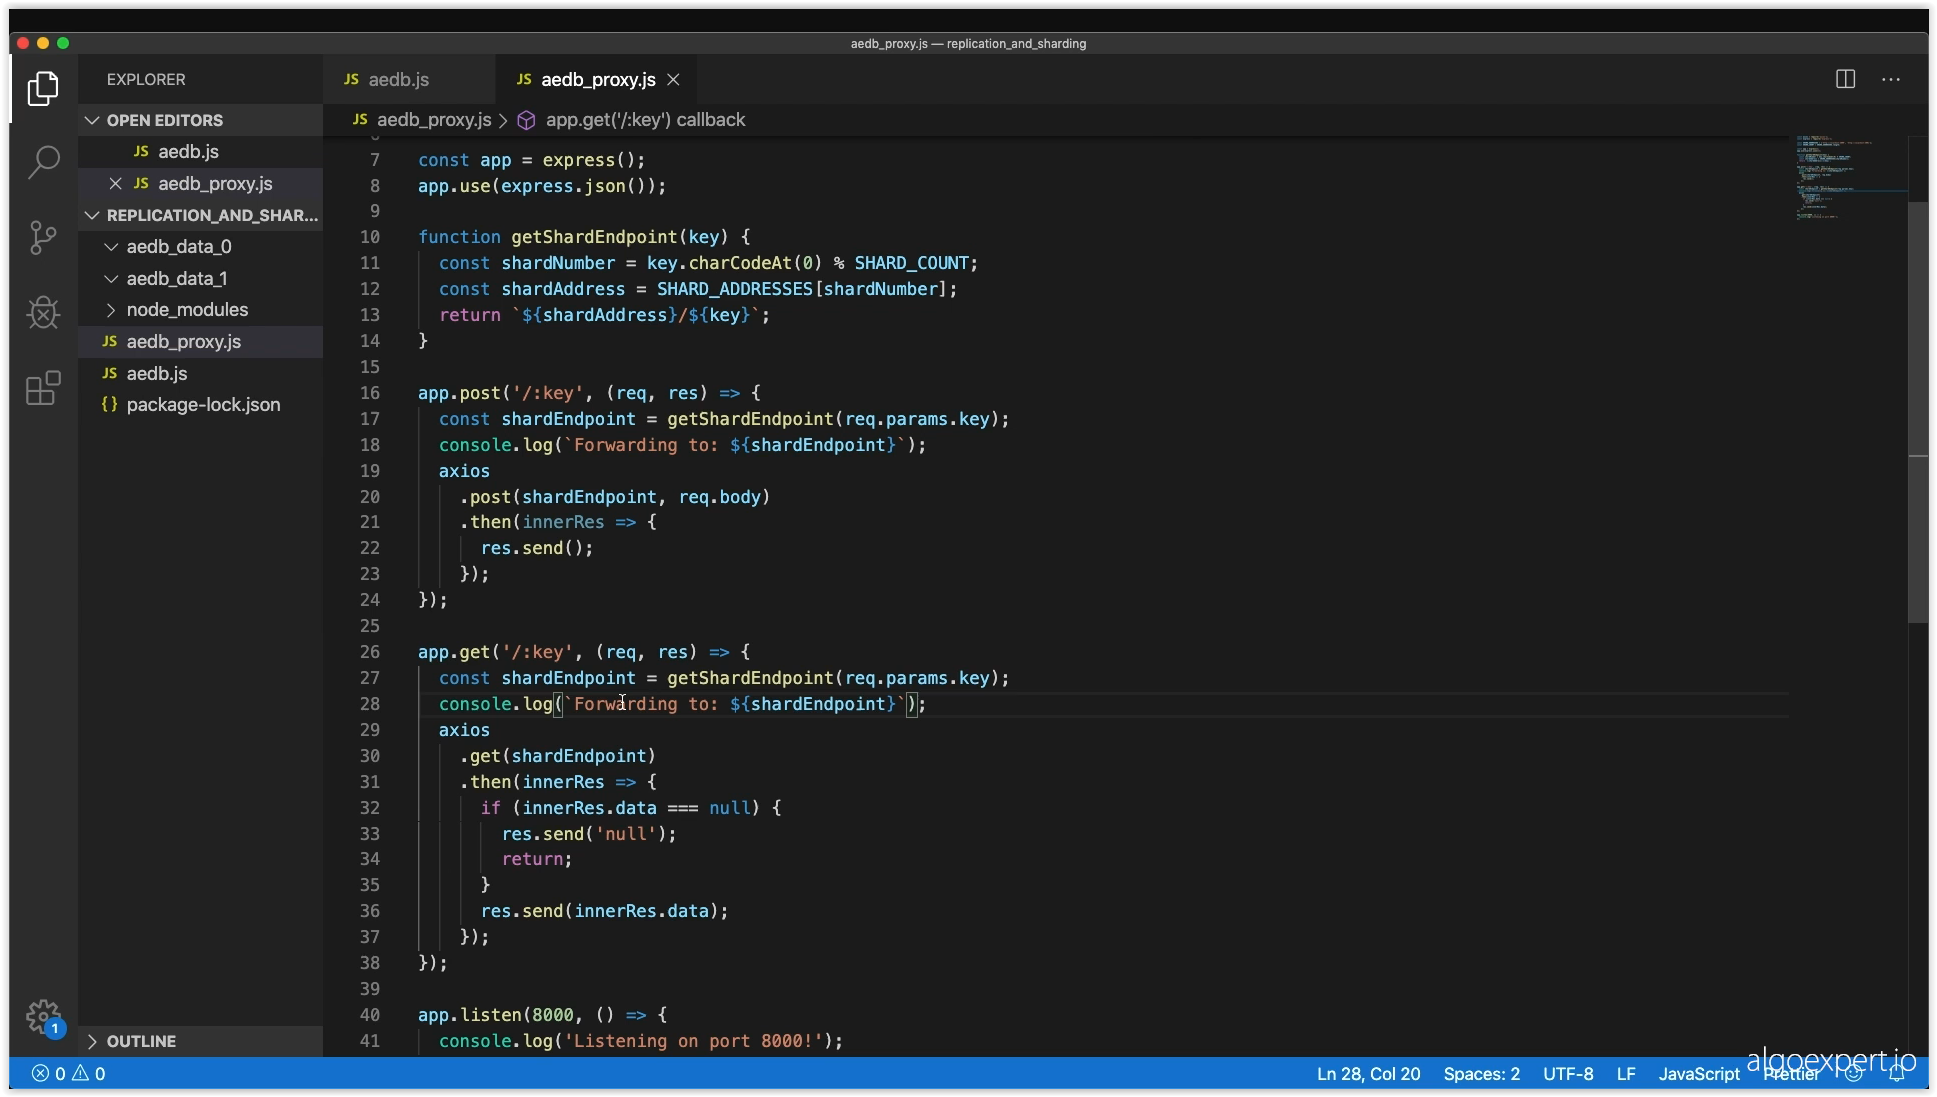 aedb_proxy.js — replication_and_sharding
EXPLORER
OPEN EDITORS
JS aedb.js
JS aedb_proxy.js
REPLICATION_AND_SHAR...
aedb_data_0
aedb_data_1
node_modules
JS aedb_proxy.js
JS aedb.js
{} package-lock.json
OUTLINE
1
JS aedb.js
JS aedb_proxy.js
JS aedb_proxy.js > app.get('/:key') callback
7 const app = express();
8 app.use(express.json());
9
10 function getShardEndpoint(key) {
11 const shardNumber = key.charCodeAt(0) % SHARD_COUNT;
12 const shardAddress = SHARD_ADDRESSES[shardNumber];
13 return `${shardAddress}/${key}`;
14 }
15
16 app.post('/:key', (req, res) => {
17 const shardEndpoint = getShardEndpoint(req.params.key);
18 console.log(`Forwarding to: ${shardEndpoint}`);
19 axios
20 .post(shardEndpoint, req.body)
21 .then(innerRes => {
22 res.send();
23 });
24 });
25
26 app.get('/:key', (req, res) => {
27 const shardEndpoint = getShardEndpoint(req.params.key);
28 console.log(`Forwarding to: ${shardEndpoint}`);
29 axios
30 .get(shardEndpoint)
31 .then(innerRes => {
32 if (innerRes.data === null) {
33 res.send('null');
34 return;
35 }
36 res.send(innerRes.data);
37 });
38 });
39
40 app.listen(8000, () => {
41 console.log('Listening on port 8000!');
0 0
Ln 28, Col 20 Spaces: 2 UTF-8 LF JavaScript Prettier
algoexpert.io